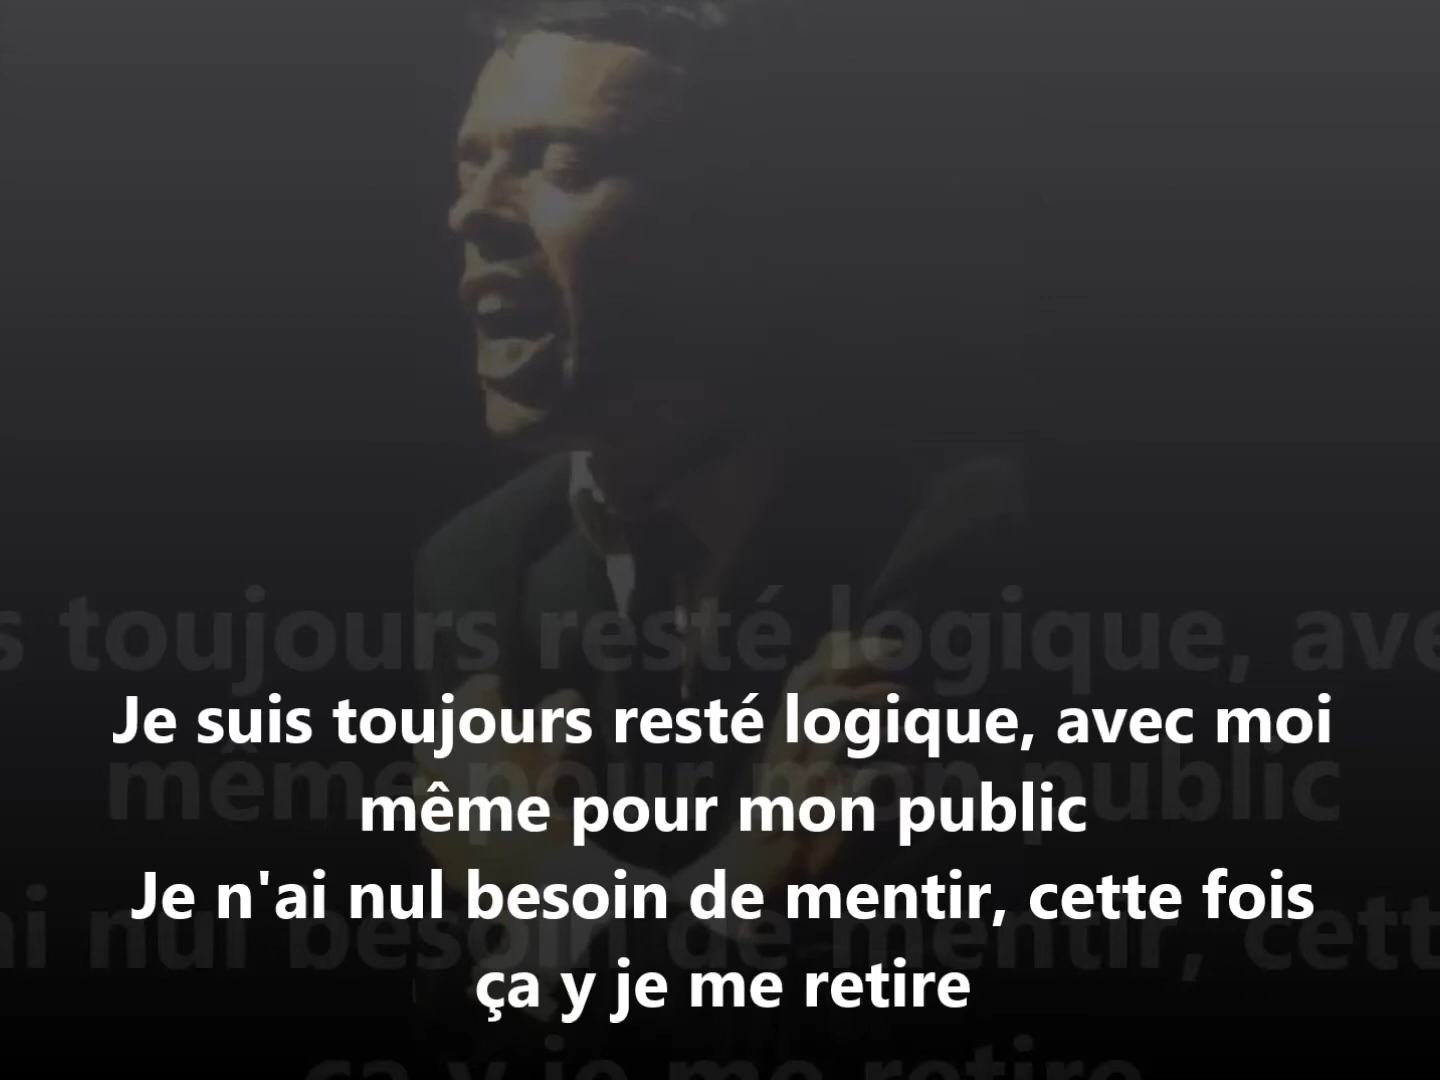 Je suis toujours resté logique, avec moi
même pour mon public
Je n'ai nul besoin de mentir, cette fois
ça y je me retire